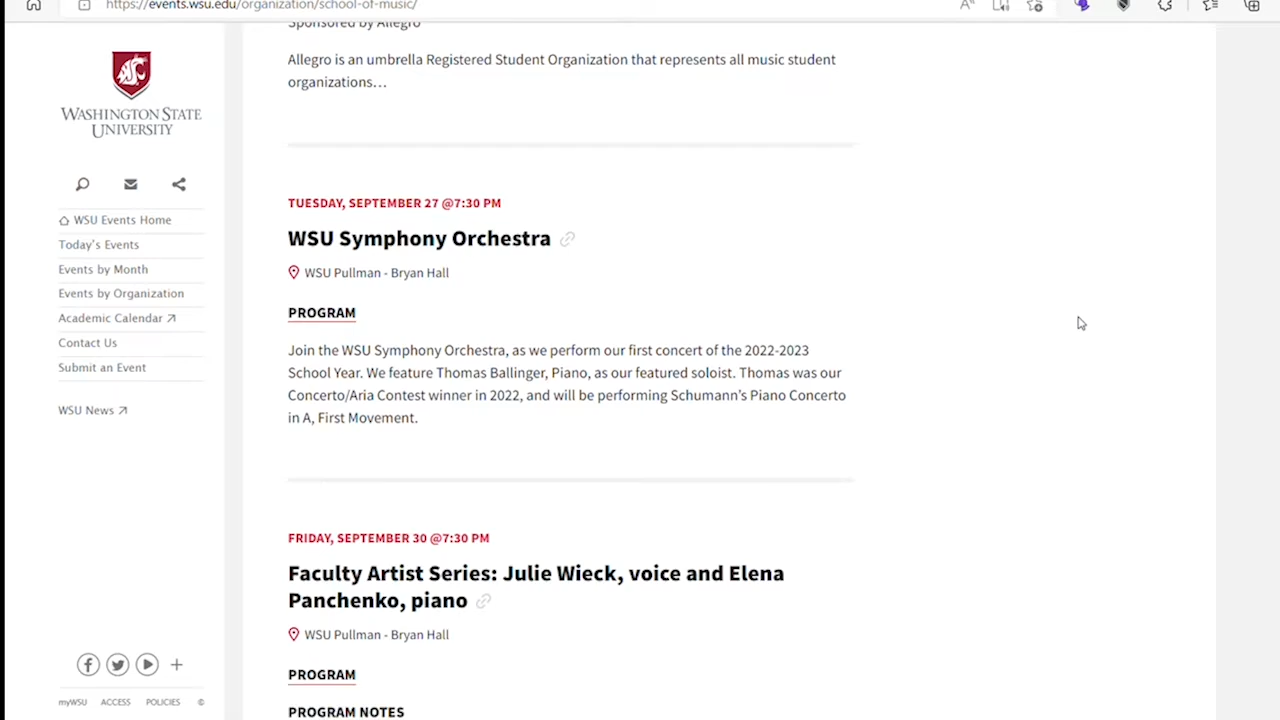 https://events.wsu.edu/organization/school-of-music/
WASHINGTON STATE
UNIVERSITY
WSU Events Home
Today's Events
Events by Month
Events by Organization
Academic Calendar
Contact Us
Submit an Event
WSU News
myWSU ACCESS POLICIES ©
Sponsored by Allegro
Allegro is an umbrella Registered Student Organization that represents all music student
organizations…
TUESDAY, SEPTEMBER 27 @7:30 PM
WSU Symphony Orchestra
WSU Pullman - Bryan Hall
PROGRAM
Join the WSU Symphony Orchestra, as we perform our first concert of the 2022-2023
School Year. We feature Thomas Ballinger, Piano, as our featured soloist. Thomas was our
Concerto/Aria Contest winner in 2022, and will be performing Schumann's Piano Concerto
in A, First Movement.
FRIDAY, SEPTEMBER 30 @7:30 PM
Faculty Artist Series: Julie Wieck, voice and Elena
Panchenko, piano
WSU Pullman - Bryan Hall
PROGRAM
PROGRAM NOTES